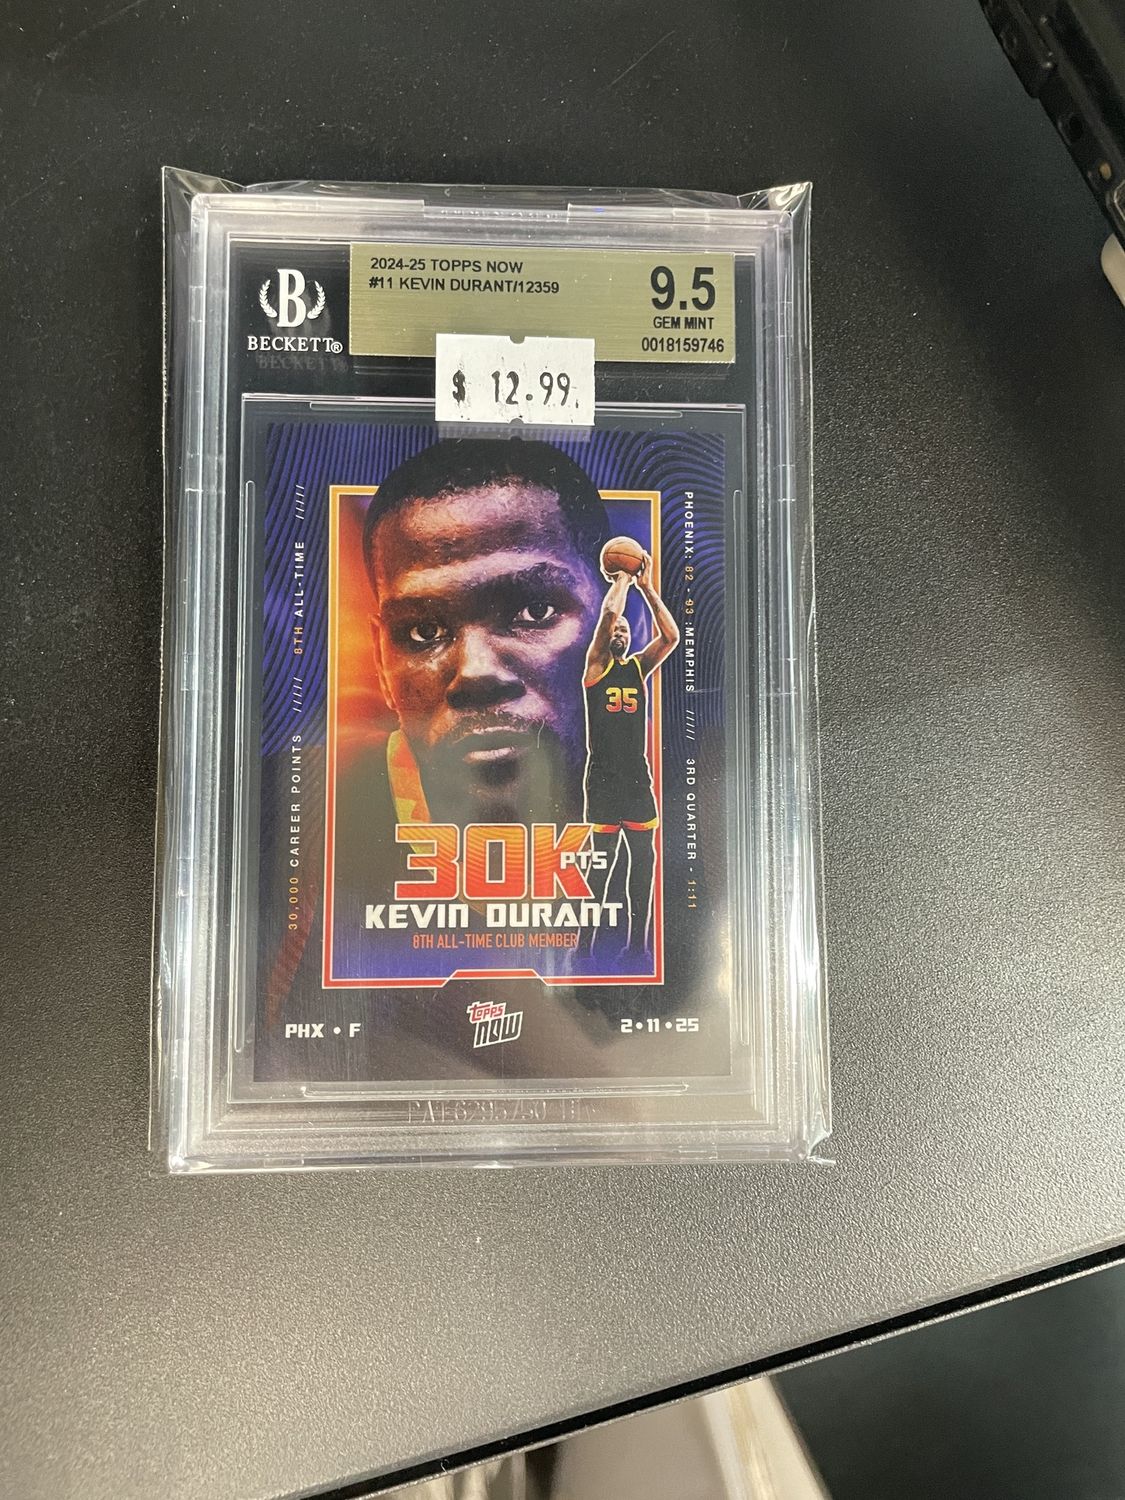 2024-25 TOPPS NOW
#11 KEVIN DURANT/12359
9.5
GEM MINT
0018159746
B
BECKETT®
$ 12.99
30,000 CAREER POINTS ///// 8TH ALL-TIME /////
PHOENIX: 82 - 93 :MEMPHIS ///// 3RD QUARTER - 1:11
35
30K
PTS
KEVIN DURANT
8TH ALL-TIME CLUB MEMBER
PHX • F
topps
NOW
2•11•25